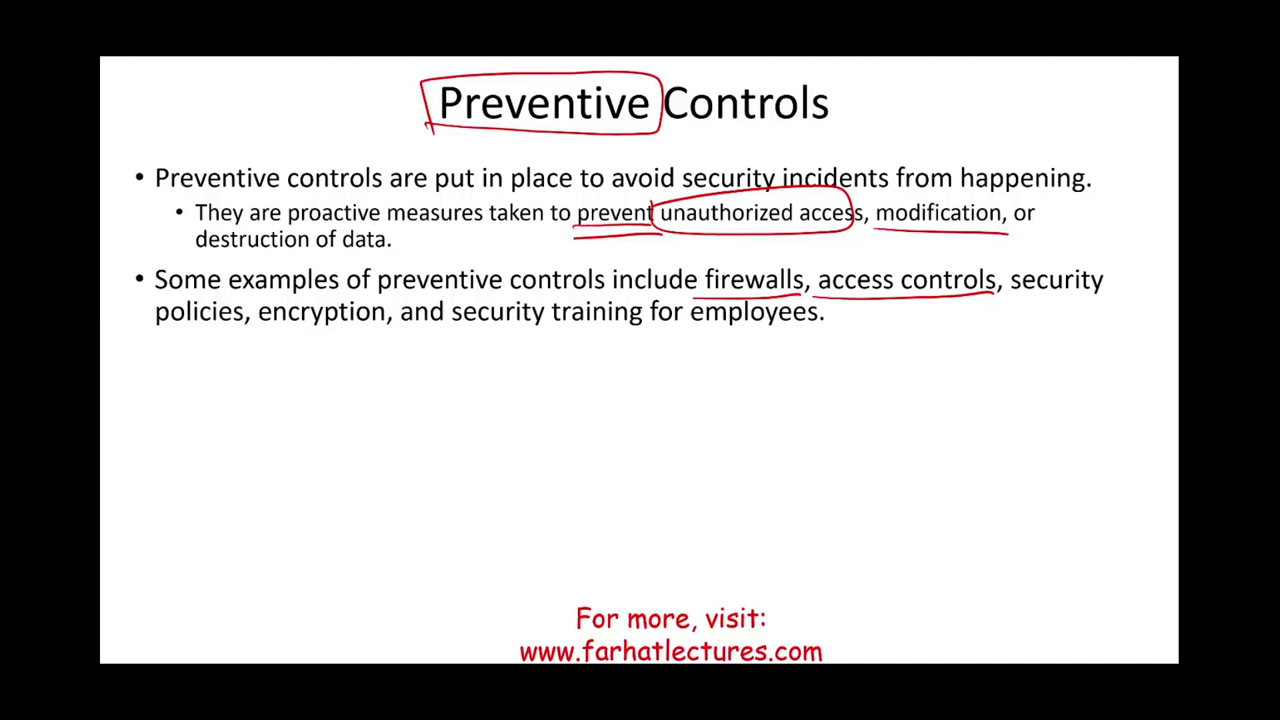 Preventive Controls
• Preventive controls are put in place to avoid security incidents from happening.
• They are proactive measures taken to prevent unauthorized access, modification, or
destruction of data.
• Some examples of preventive controls include firewalls, access controls, security
policies, encryption, and security training for employees.
For more, visit:
www.farhatlectures.com